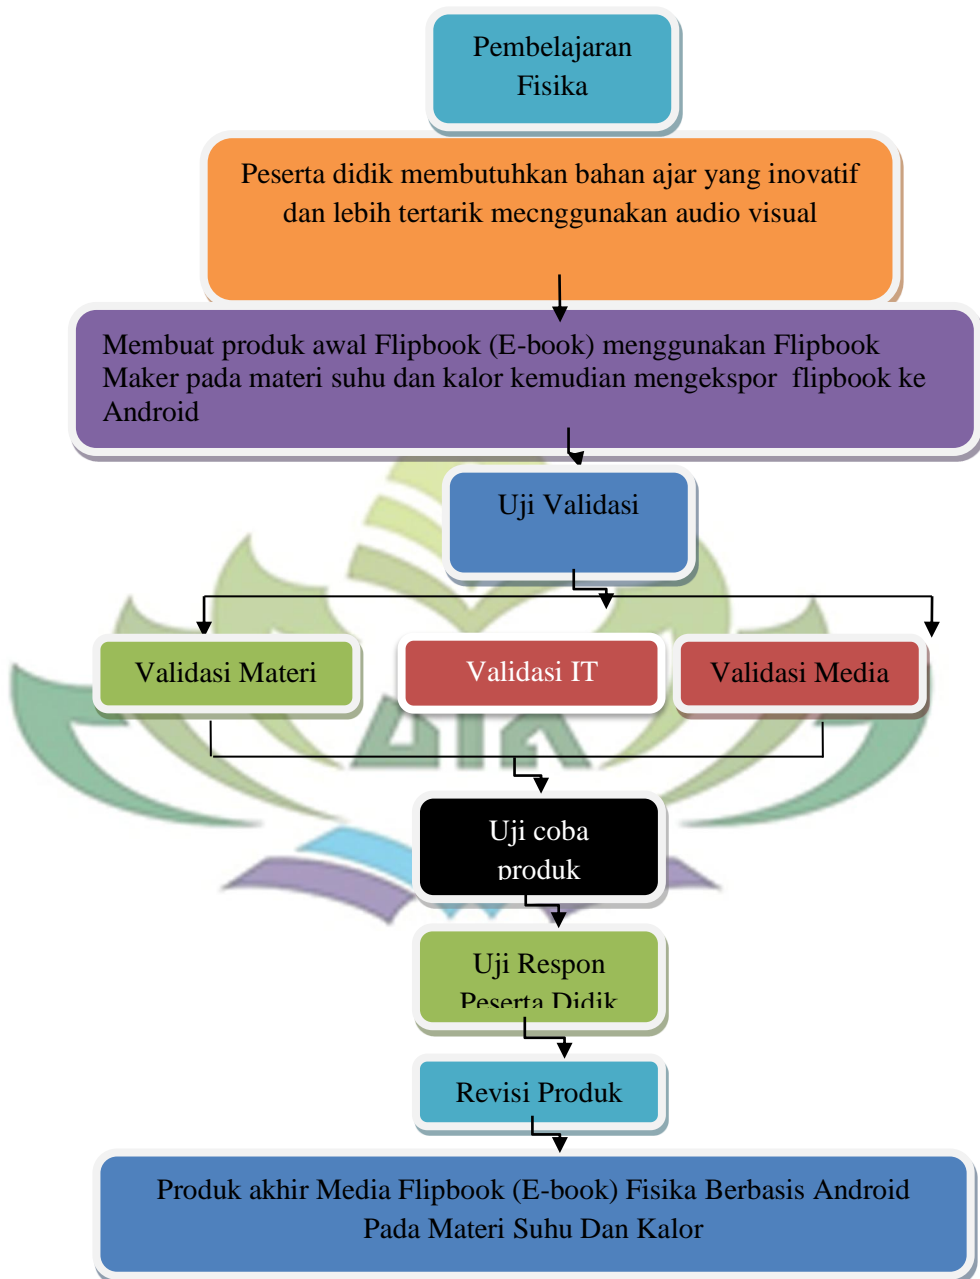 Pembelajaran
Fisika
Peserta didik membutuhkan bahan ajar yang inovatif
dan lebih tertarik mecnggunakan audio visual
Membuat produk awal Flipbook (E-book) menggunakan Flipbook
Maker pada materi suhu dan kalor kemudian mengekspor flipbook ke
Android
Uji Validasi
Validasi Materi
Validasi IT
Validasi Media
Uji coba
produk
Uji Respon
Peserta Didik
Revisi Produk
Produk akhir Media Flipbook (E-book) Fisika Berbasis Android
Pada Materi Suhu Dan Kalor